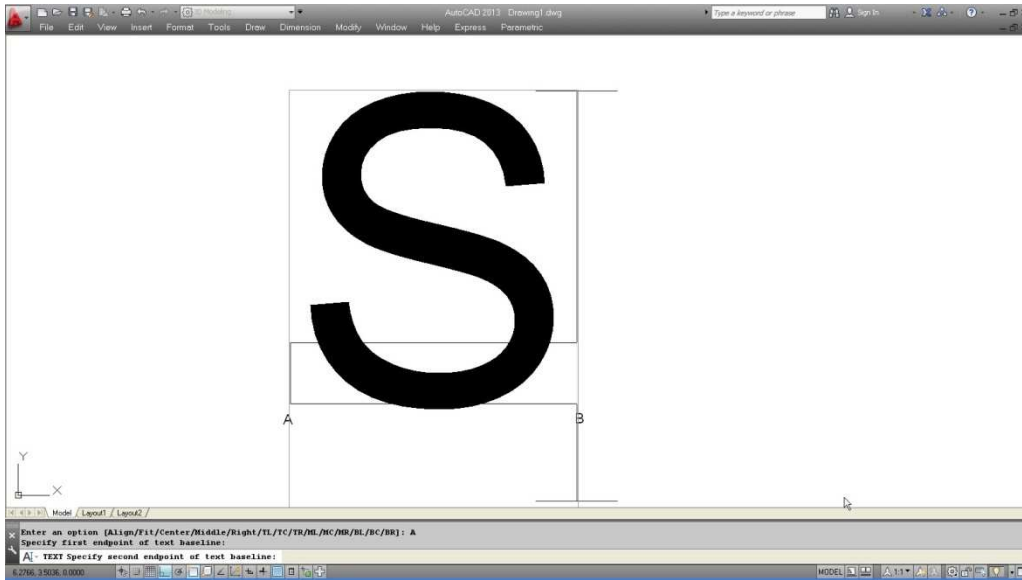 3D Modeling
AutoCAD 2013 Drawing1.dwg
Type a keyword or phrase
Sign In
File Edit View Insert Format Tools Draw Dimension Modify Window Help Express Parametric
S
A B
Y
X
Model / Layout1 / Layout2 /
Enter an option [Align/Fit/Center/Middle/Right/TL/TC/TR/ML/MC/MR/BL/BC/BR]: A
Specify first endpoint of text baseline:
TEXT Specify second endpoint of text baseline:
6.2766, 3.5036, 0.0000
MODEL
1:1